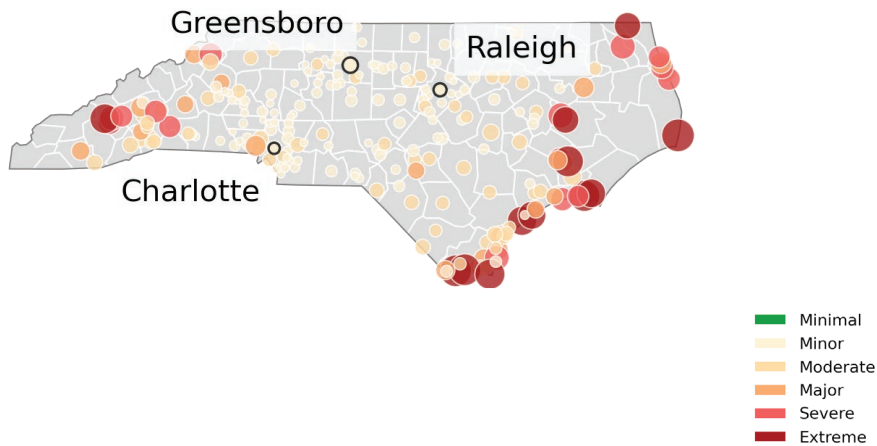 Greensboro
Raleigh
Charlotte
Minimal
Minor
Moderate
Major
Severe
Extreme